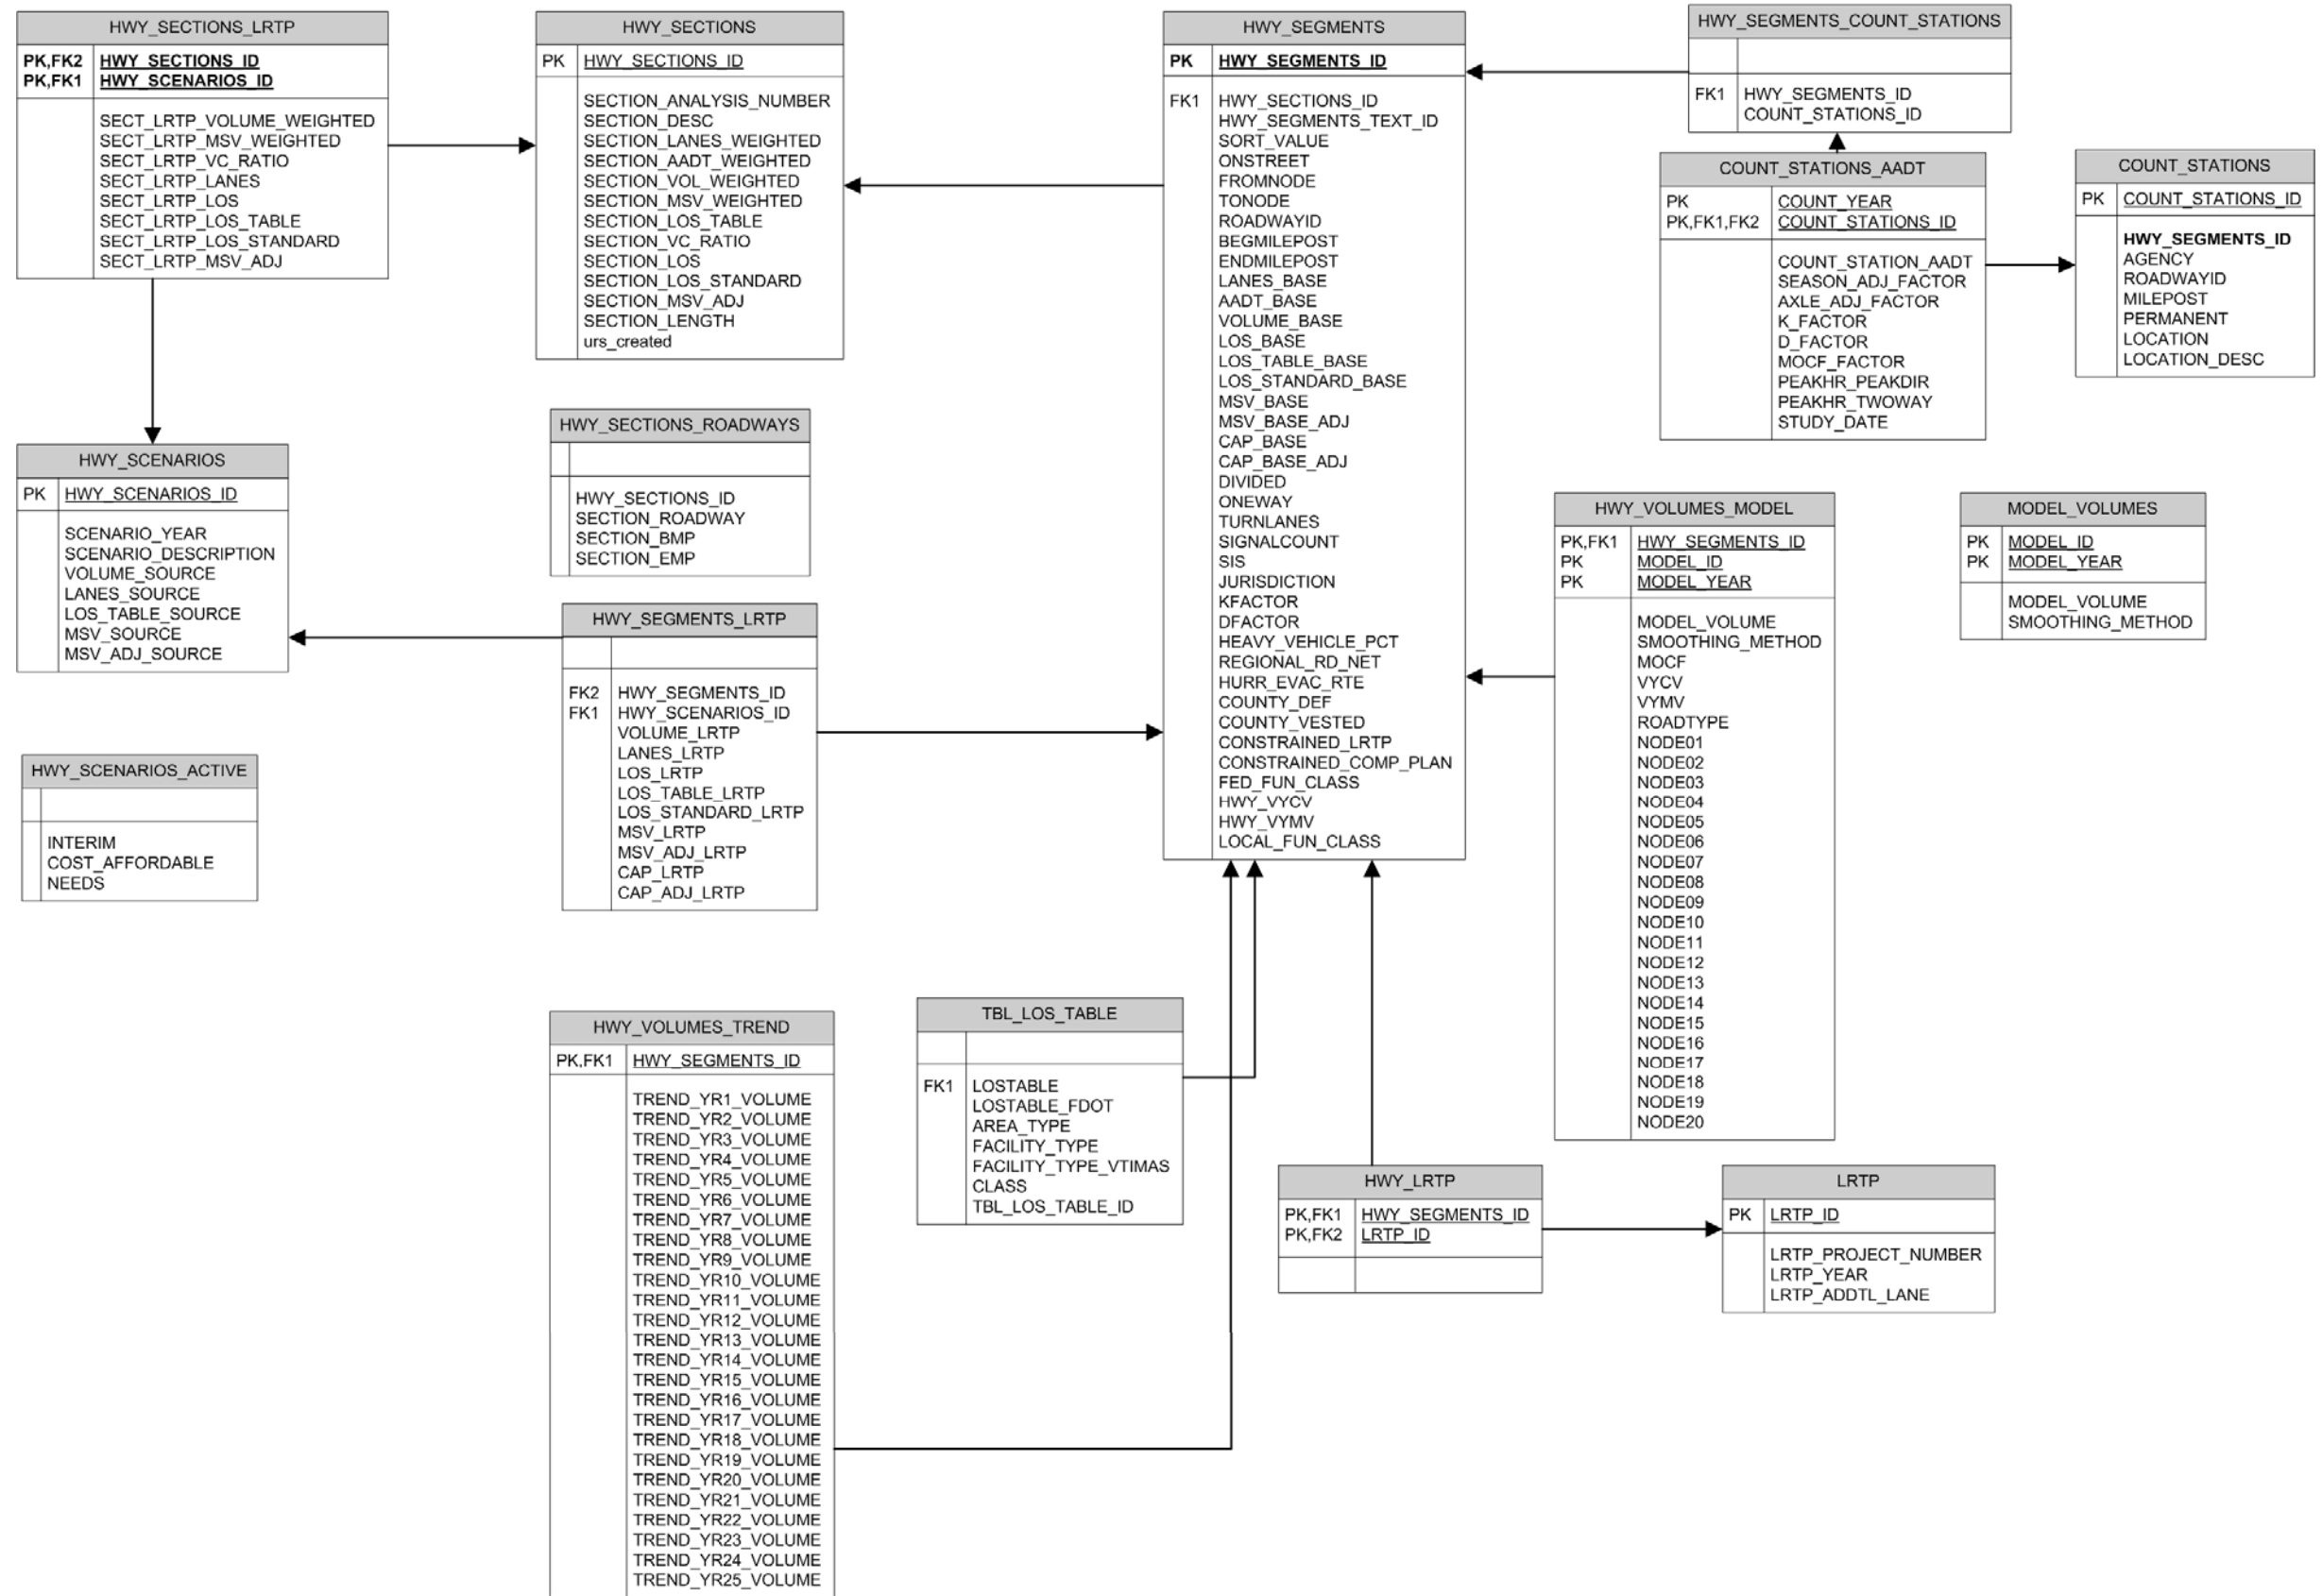 HWY_SECTIONS_LRTP
PK,FK2 HWY_SECTIONS_ID
PK,FK1 HWY_SCENARIOS_ID
SECT_LRTP_VOLUME_WEIGHTED
SECT_LRTP_MSV_WEIGHTED
SECT_LRTP_VC_RATIO
SECT_LRTP_LANES
SECT_LRTP_LOS
SECT_LRTP_LOS_TABLE
SECT_LRTP_LOS_STANDARD
SECT_LRTP_MSV_ADJ
HWY_SECTIONS
PK HWY_SECTIONS_ID
SECTION_ANALYSIS_NUMBER
SECTION_DESC
SECTION_LANES_WEIGHTED
SECTION_AADT_WEIGHTED
SECTION_VOL_WEIGHTED
SECTION_MSV_WEIGHTED
SECTION_LOS_TABLE
SECTION_VC_RATIO
SECTION_LOS
SECTION_LOS_STANDARD
SECTION_MSV_ADJ
SECTION_LENGTH
urs_created
HWY_SEGMENTS
PK HWY_SEGMENTS_ID
FK1 HWY_SECTIONS_ID
HWY_SEGMENTS_TEXT_ID
SORT_VALUE
ONSTREET
FROMNODE
TONODE
ROADWAYID
BEGMILEPOST
ENDMILEPOST
LANES_BASE
AADT_BASE
VOLUME_BASE
LOS_BASE
LOS_TABLE_BASE
LOS_STANDARD_BASE
MSV_BASE
MSV_BASE_ADJ
CAP_BASE
CAP_BASE_ADJ
DIVIDED
ONEWAY
TURNLANES
SIGNALCOUNT
SIS
JURISDICTION
KFACTOR
DFACTOR
HEAVY_VEHICLE_PCT
REGIONAL_RD_NET
HURR_EVAC_RTE
COUNTY_DEF
COUNTY_VESTED
CONSTRAINED_LRTP
CONSTRAINED_COMP_PLAN
FED_FUN_CLASS
HWY_VYCV
HWY_VYMV
LOCAL_FUN_CLASS
HWY_SEGMENTS_COUNT_STATIONS
FK1 HWY_SEGMENTS_ID
COUNT_STATIONS_ID
COUNT_STATIONS_AADT
PK COUNT_YEAR
PK,FK1,FK2 COUNT_STATIONS_ID
COUNT_STATION_AADT
SEASON_ADJ_FACTOR
AXLE_ADJ_FACTOR
K_FACTOR
D_FACTOR
MOCF_FACTOR
PEAKHR_PEAKDIR
PEAKHR_TWOWAY
STUDY_DATE
COUNT_STATIONS
PK COUNT_STATIONS_ID
HWY_SEGMENTS_ID
AGENCY
ROADWAYID
MILEPOST
PERMANENT
LOCATION
LOCATION_DESC
HWY_SCENARIOS
PK HWY_SCENARIOS_ID
SCENARIO_YEAR
SCENARIO_DESCRIPTION
VOLUME_SOURCE
LANES_SOURCE
LOS_TABLE_SOURCE
MSV_SOURCE
MSV_ADJ_SOURCE
HWY_SECTIONS_ROADWAYS
HWY_SECTIONS_ID
SECTION_ROADWAY
SECTION_BMP
SECTION_EMP
HWY_SEGMENTS_LRTP
FK2 HWY_SEGMENTS_ID
FK1 HWY_SCENARIOS_ID
VOLUME_LRTP
LANES_LRTP
LOS_LRTP
LOS_TABLE_LRTP
LOS_STANDARD_LRTP
MSV_LRTP
MSV_ADJ_LRTP
CAP_LRTP
CAP_ADJ_LRTP
HWY_VOLUMES_MODEL
PK,FK1 HWY_SEGMENTS_ID
PK MODEL_ID
PK MODEL_YEAR
MODEL_VOLUME
SMOOTHING_METHOD
MOCF
VYCV
VYMV
ROADTYPE
NODE01
NODE02
NODE03
NODE04
NODE05
NODE06
NODE07
NODE08
NODE09
NODE10
NODE11
NODE12
NODE13
NODE14
NODE15
NODE16
NODE17
NODE18
NODE19
NODE20
MODEL_VOLUMES
PK MODEL_ID
PK MODEL_YEAR
MODEL_VOLUME
SMOOTHING_METHOD
HWY_SCENARIOS_ACTIVE
INTERIM
COST_AFFORDABLE
NEEDS
HWY_VOLUMES_TREND
PK,FK1 HWY_SEGMENTS_ID
TREND_YR1_VOLUME
TREND_YR2_VOLUME
TREND_YR3_VOLUME
TREND_YR4_VOLUME
TREND_YR5_VOLUME
TREND_YR6_VOLUME
TREND_YR7_VOLUME
TREND_YR8_VOLUME
TREND_YR9_VOLUME
TREND_YR10_VOLUME
TREND_YR11_VOLUME
TREND_YR12_VOLUME
TREND_YR13_VOLUME
TREND_YR14_VOLUME
TREND_YR15_VOLUME
TREND_YR16_VOLUME
TREND_YR17_VOLUME
TREND_YR18_VOLUME
TREND_YR19_VOLUME
TREND_YR20_VOLUME
TREND_YR21_VOLUME
TREND_YR22_VOLUME
TREND_YR23_VOLUME
TREND_YR24_VOLUME
TREND_YR25_VOLUME
TBL_LOS_TABLE
FK1 LOSTABLE
LOSTABLE_FDOT
AREA_TYPE
FACILITY_TYPE
FACILITY_TYPE_VTIMAS
CLASS
TBL_LOS_TABLE_ID
HWY_LRTP
PK,FK1 HWY_SEGMENTS_ID
PK,FK2 LRTP_ID
LRTP
PK LRTP_ID
LRTP_PROJECT_NUMBER
LRTP_YEAR
LRTP_ADDTL_LANE